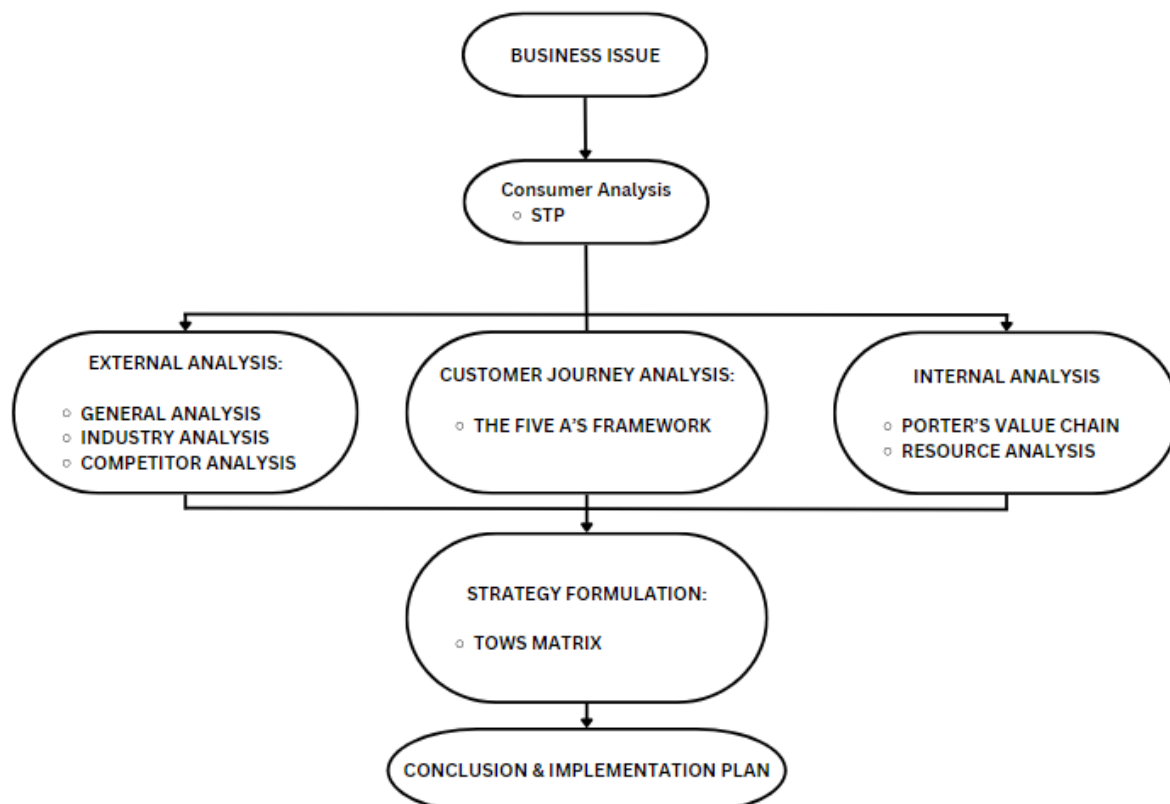 BUSINESS ISSUE
Consumer Analysis
STP
EXTERNAL ANALYSIS:
GENERAL ANALYSIS
INDUSTRY ANALYSIS
COMPETITOR ANALYSIS
CUSTOMER JOURNEY ANALYSIS:
THE FIVE A'S FRAMEWORK
INTERNAL ANALYSIS
PORTER'S VALUE CHAIN
RESOURCE ANALYSIS
STRATEGY FORMULATION:
TOWS MATRIX
CONCLUSION & IMPLEMENTATION PLAN